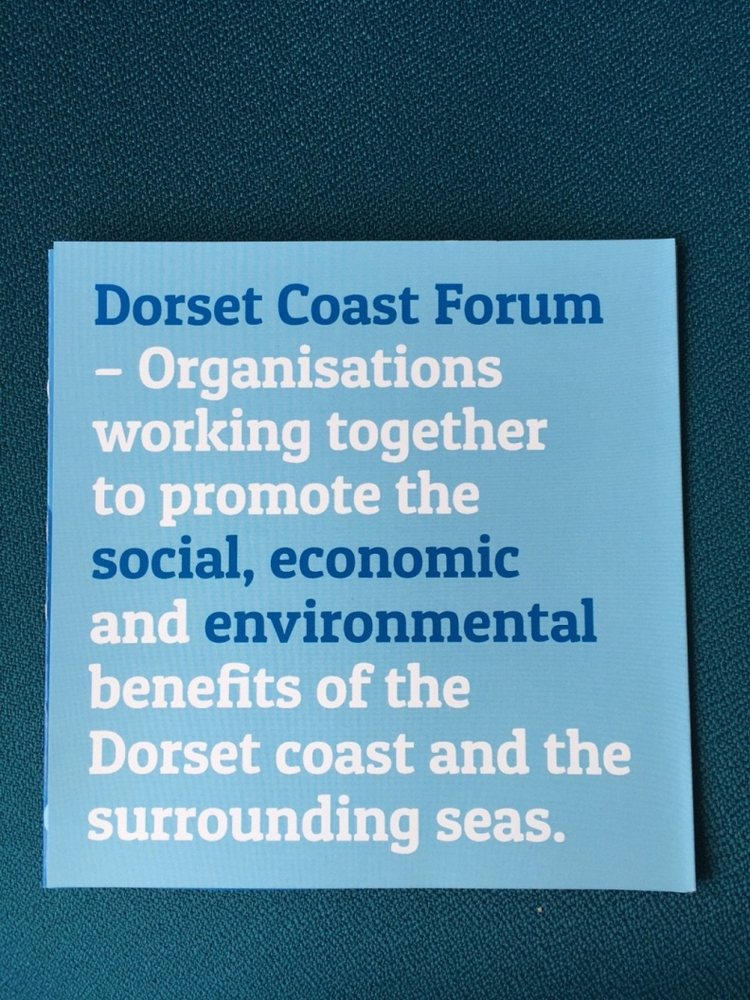 Dorset Coast Forum
– Organisations
working together
to promote the
social, economic
and environmental
benefits of the
Dorset coast and the
surrounding seas.